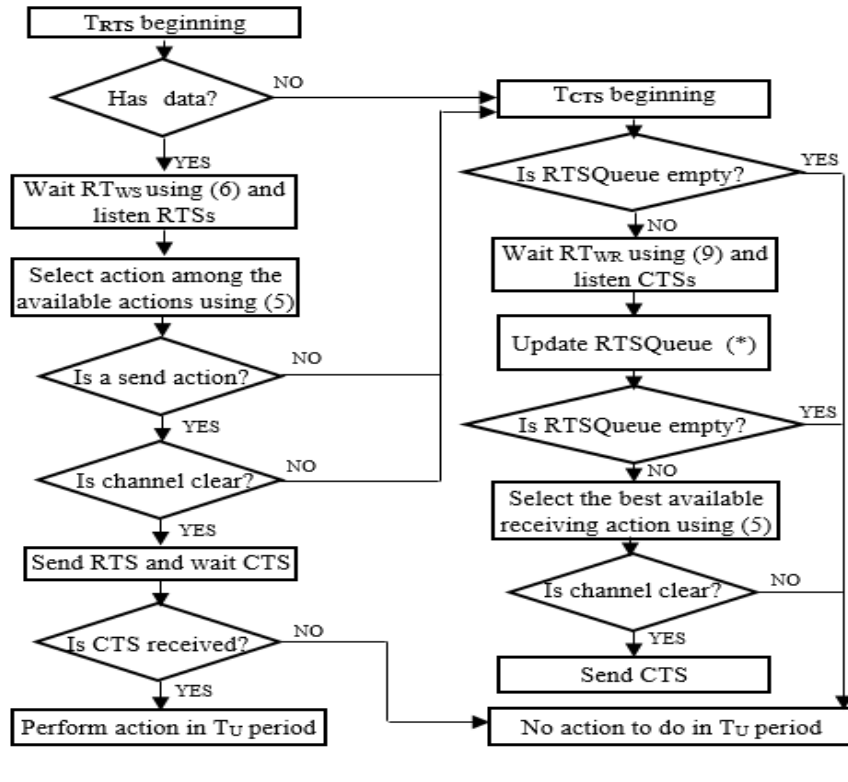 TRTS beginning
Has data?
NO
YES
Wait RTWS using (6) and
listen RTSs
Select action among the
available actions using (5)
Is a send action?
NO
YES
Is channel clear?
NO
YES
Send RTS and wait CTS
Is CTS received?
NO
YES
Perform action in TU period
TCTS beginning
Is RTSQueue empty?
YES
NO
Wait RTWR using (9) and
listen CTSs
Update RTSQueue (*)
Is RTSQueue empty?
YES
NO
Select the best available
receiving action using (5)
Is channel clear?
NO
YES
Send CTS
No action to do in TU period